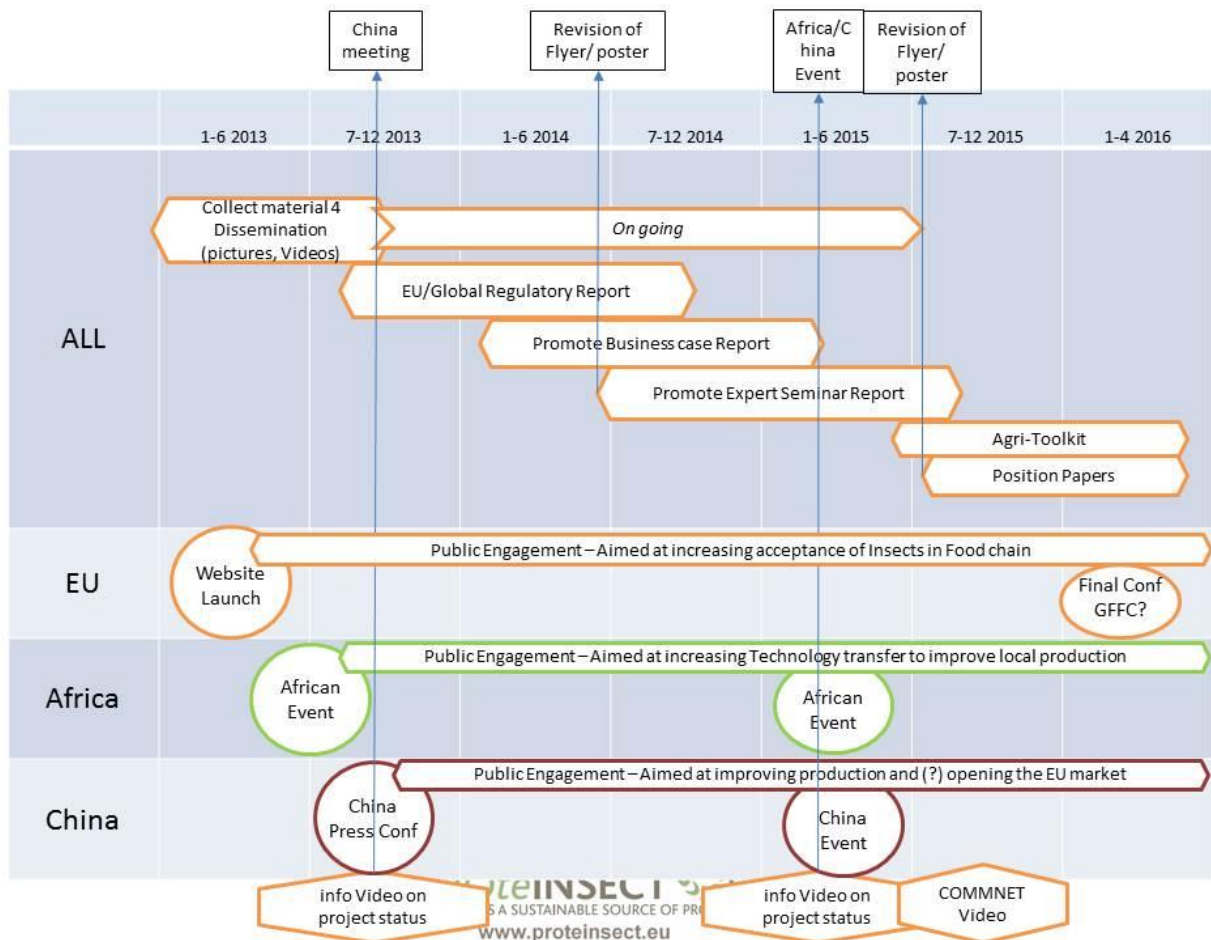 China
meeting
Revision of
Flyer/ poster
Africa/C
hina
Event
Revision of
Flyer/
poster
1-6 2013
7-12 2013
1-6 2014
7-12 2014
1-6 2015
7-12 2015
1-4 2016
ALL
Collect material 4
Dissemination
(pictures, Videos)
On going
EU/Global Regulatory Report
Promote Business case Report
Promote Expert Seminar Report
Agri-Toolkit
Position Papers
EU
Public Engagement – Aimed at increasing acceptance of Insects in Food chain
Website
Launch
Final Conf
GFFC?
Africa
Public Engagement – Aimed at increasing Technology transfer to improve local production
African
Event
African
Event
China
Public Engagement – Aimed at improving production and (?) opening the EU market
China
Press Conf
China
Event
info Video on
project status
INSECT
S A SUSTAINABLE SOURCE OF
www.proteinsect.eu
info Video on
project status
COMMNET
Video